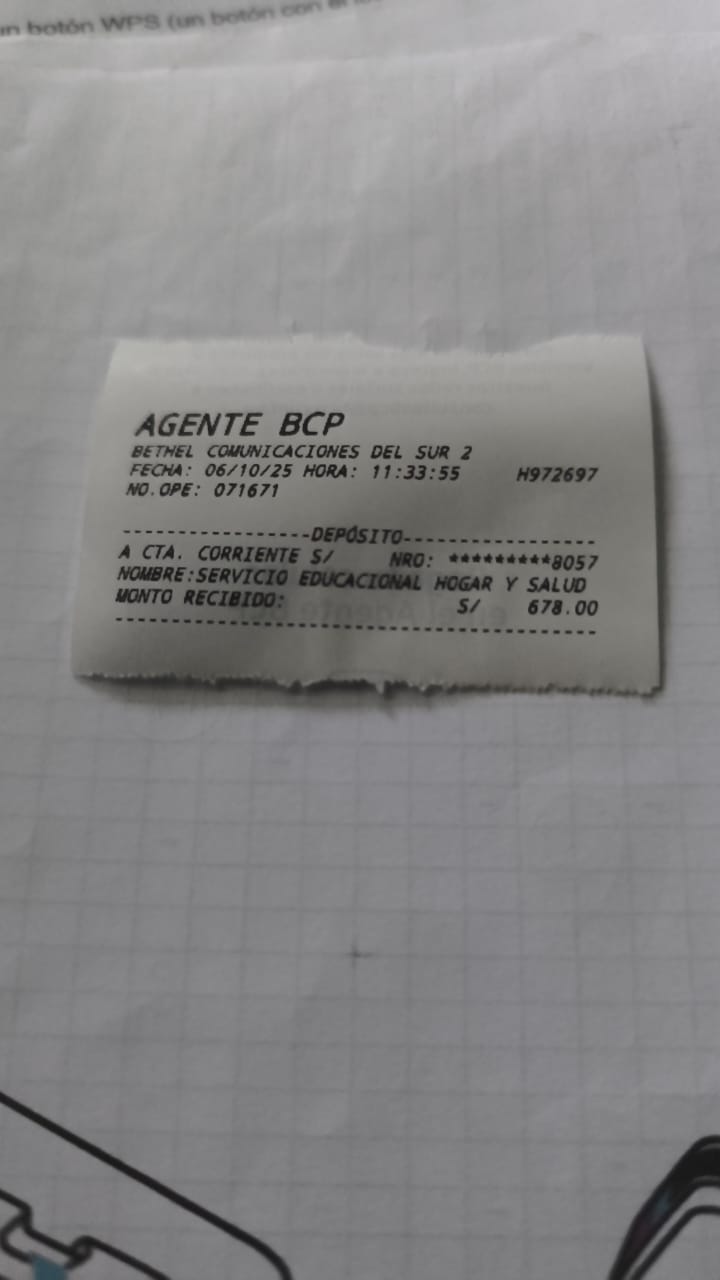 un botón WPS (un botón con el
AGENTE BCP
BETHEL COMUNICACIONES DEL SUR 2
FECHA: 06/10/25 HORA: 11:33:55 H972697
NO.OPE: 071671
------------------DEPÓSITO------------------
A CTA. CORRIENTE S/ NRO: *********8057
NOMBRE:SERVICIO EDUCACIONAL HOGAR Y SALUD
MONTO RECIBIDO: S/ 678.00
--------------------------------------------